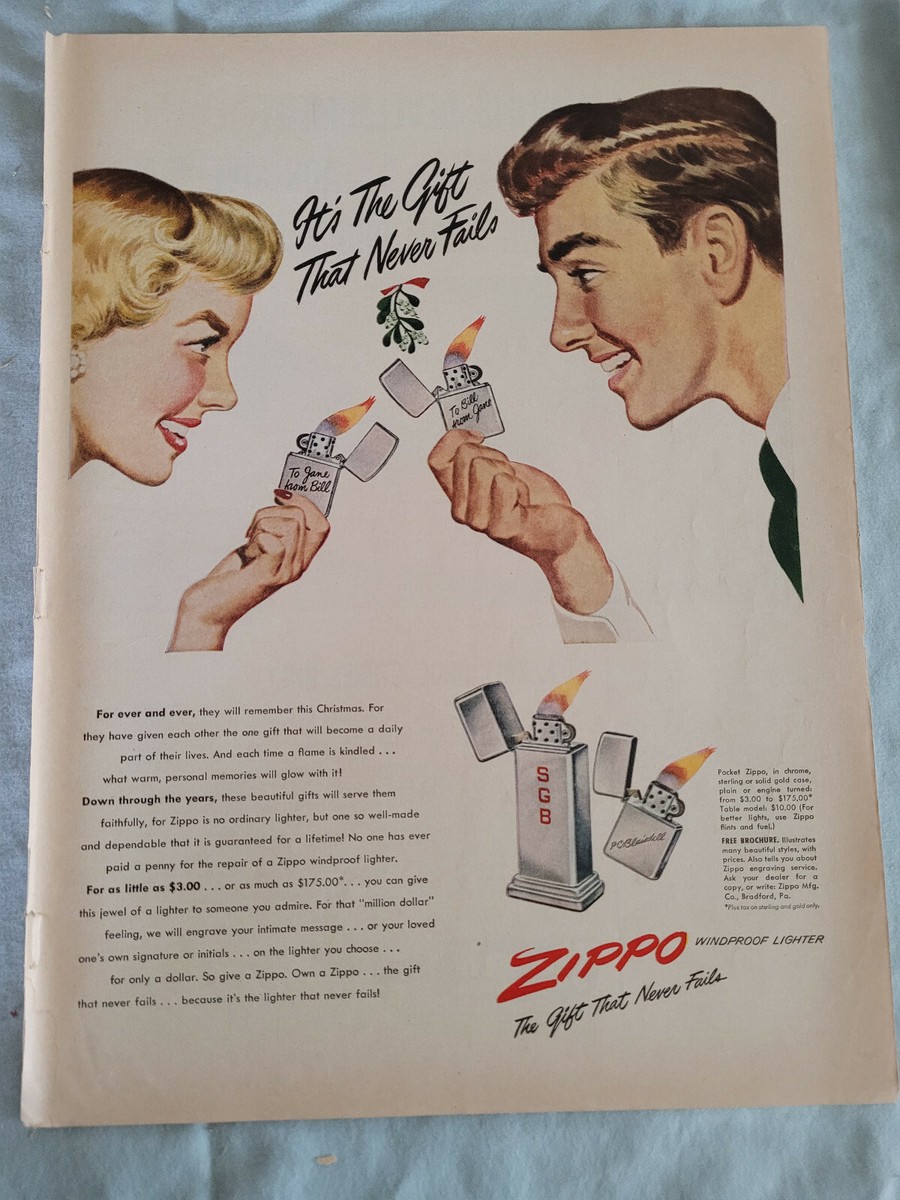 It's The Gift
That Never Fails
To Bill
from Jane
To Jane
from Bill
For ever and ever, they will remember this Christmas. For
they have given each other the one gift that will become a daily
part of their lives. And each time a flame is kindled . . .
what warm, personal memories will glow with it!
Down through the years, these beautiful gifts will serve them
faithfully, for Zippo is no ordinary lighter, but one so well-made
and dependable that it is guaranteed for a lifetime! No one has ever
paid a penny for the repair of a Zippo windproof lighter.
For as little as $3.00 . . . or as much as $175.00*. . . you can give
this jewel of a lighter to someone you admire. For that "million dollar"
feeling, we will engrave your intimate message . . . or your loved
one's own signature or initials . . . on the lighter you choose . . .
for only a dollar. So give a Zippo. Own a Zippo . . . the gift
that never fails . . . because it's the lighter that never fails!
S
G
B
Pocket Zippo, in chrome,
sterling or solid gold case,
plain or engine turned:
from $3.00 to $175.00*
Table model: $10.00 (For
better lights, use Zippo
flints and fuel.)
FREE BROCHURE. Illustrates
many beautiful styles, with
prices. Also tells you about
Zippo engraving service.
Ask your dealer for a
copy, or write: Zippo Mfg.
Co., Bradford, Pa.
*Plus tax on sterling and gold only.
ZIPPO WINDPROOF LIGHTER
The Gift That Never Fails